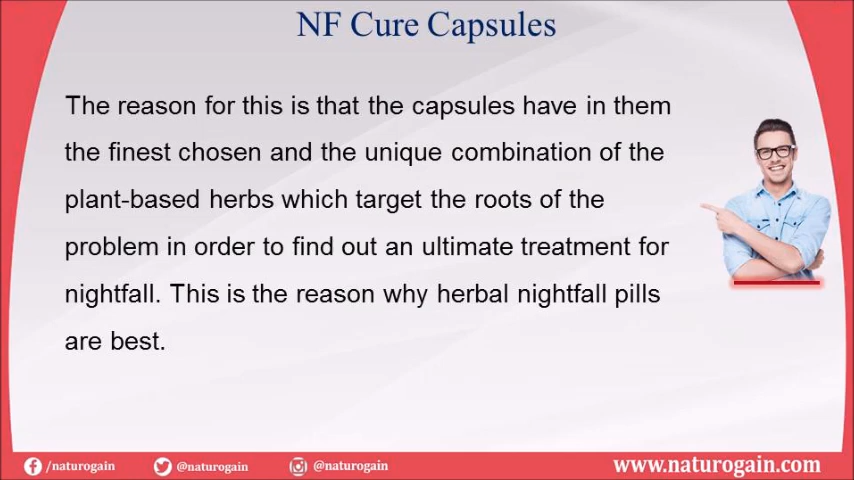 NF Cure Capsules
The reason for this is that the capsules have in them
the finest chosen and the unique combination of the
plant-based herbs which target the roots of the
problem in order to find out an ultimate treatment for
nightfall. This is the reason why herbal nightfall pills
are best.
/naturogain @naturogain @naturogain www.naturogain.com